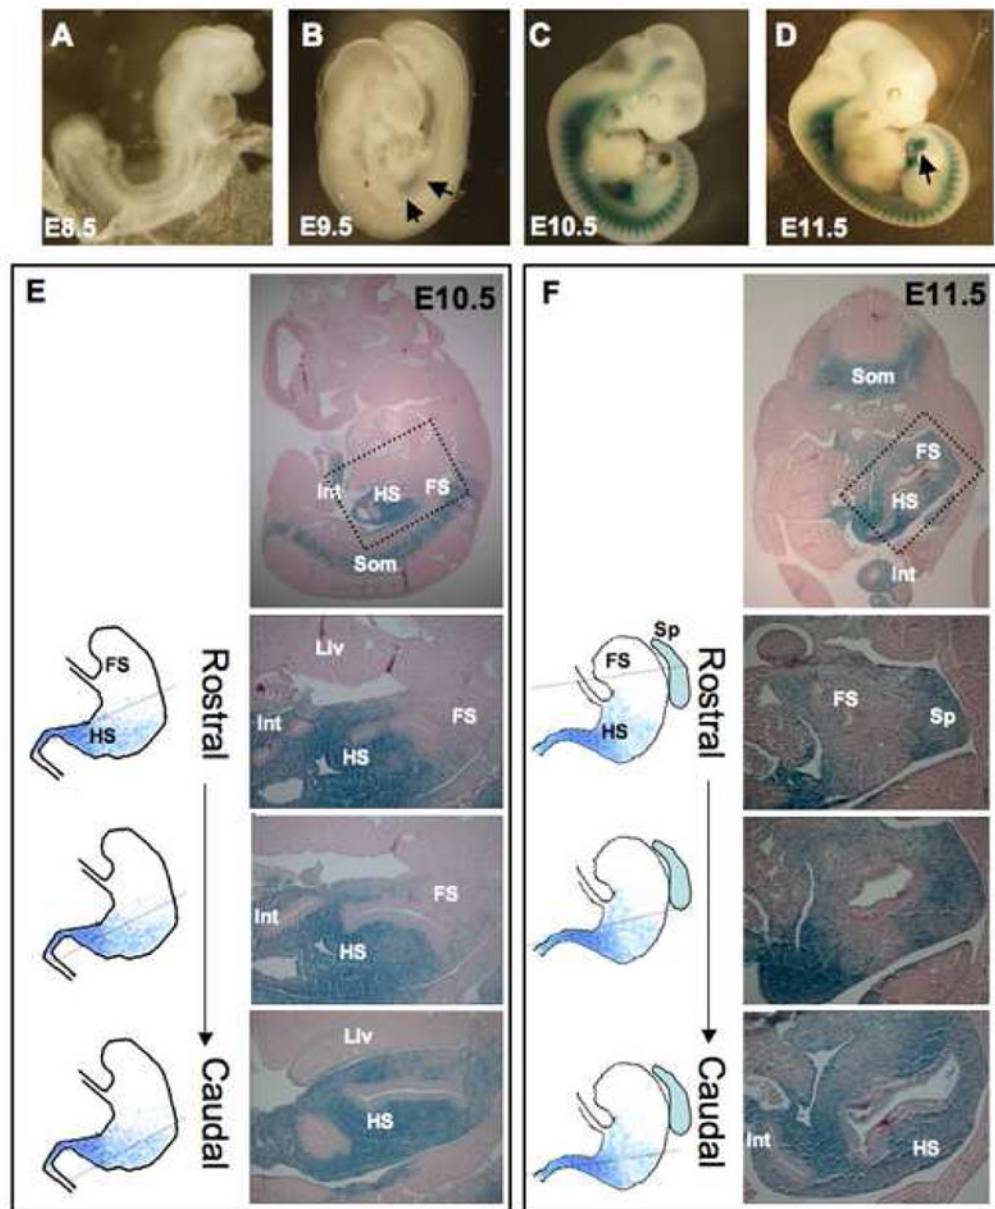 A
B
C
D
E8.5
E9.5
E10.5
E11.5
E
E10.5
Int
HS
FS
Som
FS
HS
Rostral
Liv
Int
HS
FS
Int
HS
FS
Caudal
Liv
HS
F
E11.5
Som
FS
HS
Int
Sp
FS
HS
Rostral
FS
Sp
Caudal
Int
HS